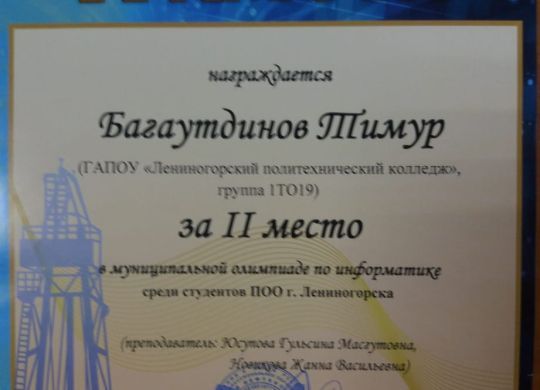 награждается
Багаутдинов Тимур
(ГАПОУ «Лениногорский политехнический колледж»,
группа 1ТО19)
за II место
в муниципальной олимпиаде по информатике
среди студентов ПОО г. Лениногорска
(преподаватель: Юсупова Гульсина Масгутовна,
Новикова Жанна Васильевна)